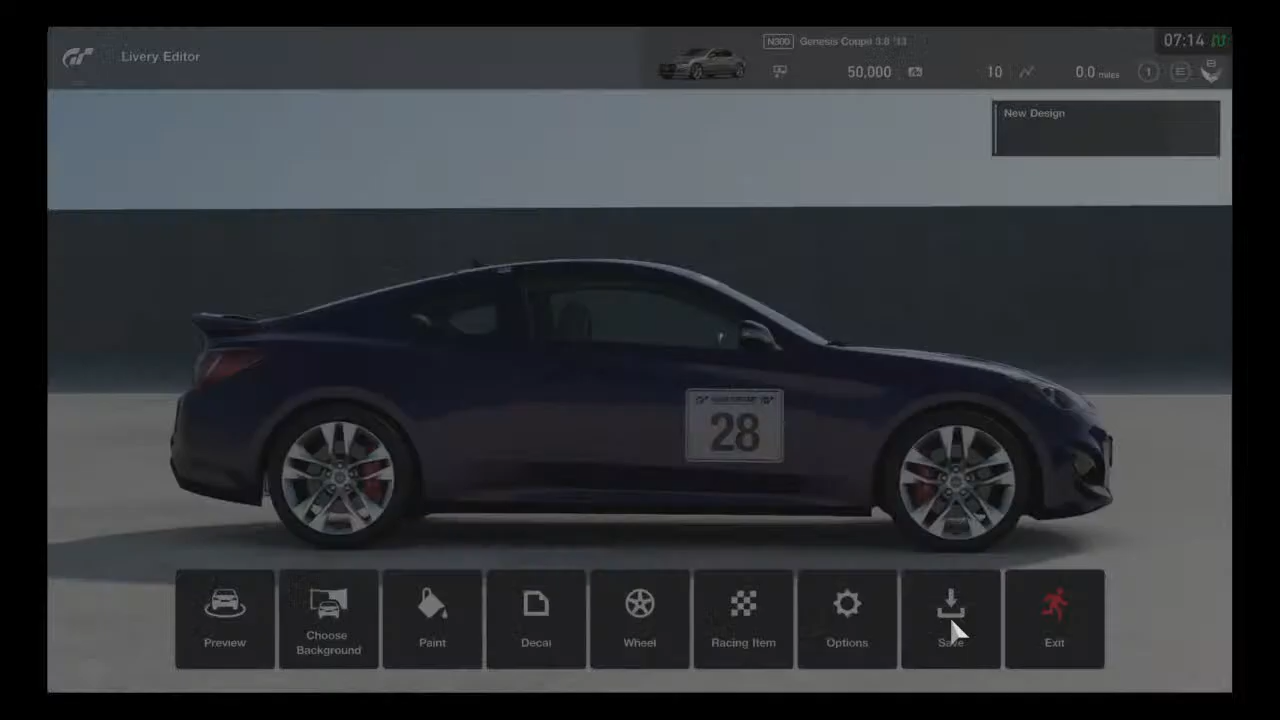 Livery Editor
N300 Genesis Coupe 3.8 '13
07:14
50,000
10
0.0 miles
1
New Design
28
Preview
Choose
Background
Paint
Decal
Wheel
Racing Item
Options
Save
Exit